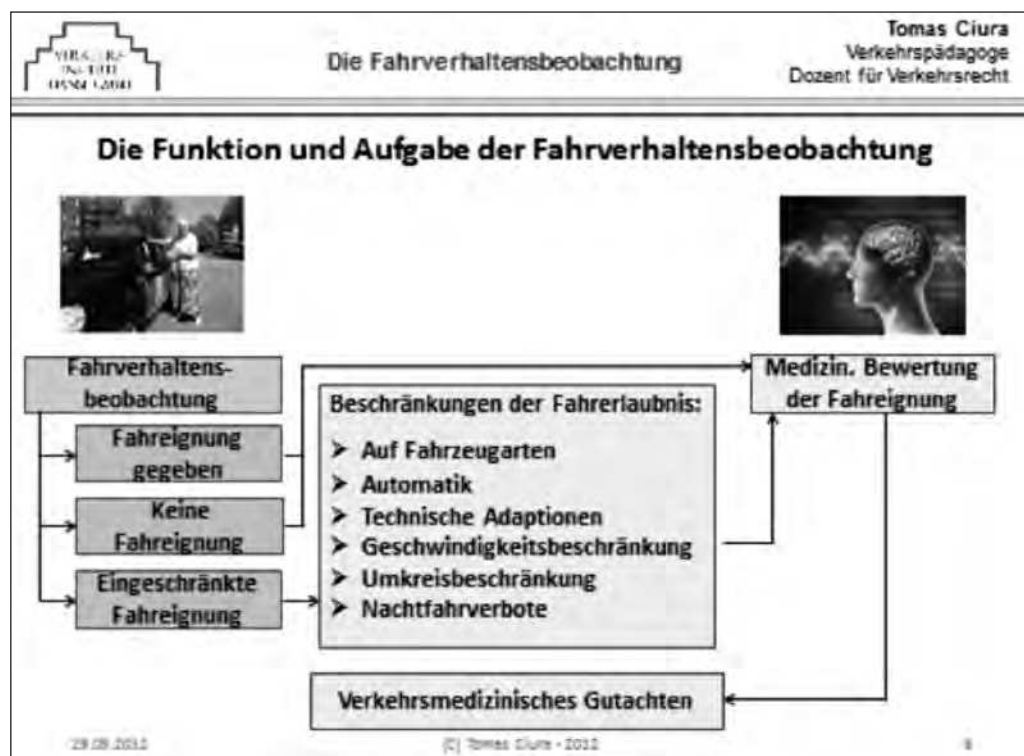 Die Fahrverhaltensbeobachtung
Tomas Ciura
Verkehrspädagoge
Dozent für Verkehrsrecht
Die Funktion und Aufgabe der Fahrverhaltensbeobachtung
Fahrverhaltens-
beobachtung
Fahreignung
gegeben
Keine
Fahreignung
Eingeschränkte
Fahreignung
Beschränkungen der Fahrerlaubnis:
➢ Auf Fahrzeugarten
➢ Automatik
➢ Technische Adaptionen
➢ Geschwindigkeitsbeschränkung
➢ Umkreisbeschränkung
➢ Nachtfahrverbote
Medizin. Bewertung
der Fahreignung
Verkehrsmedizinisches Gutachten
(C) Tomas Ciura - 2012